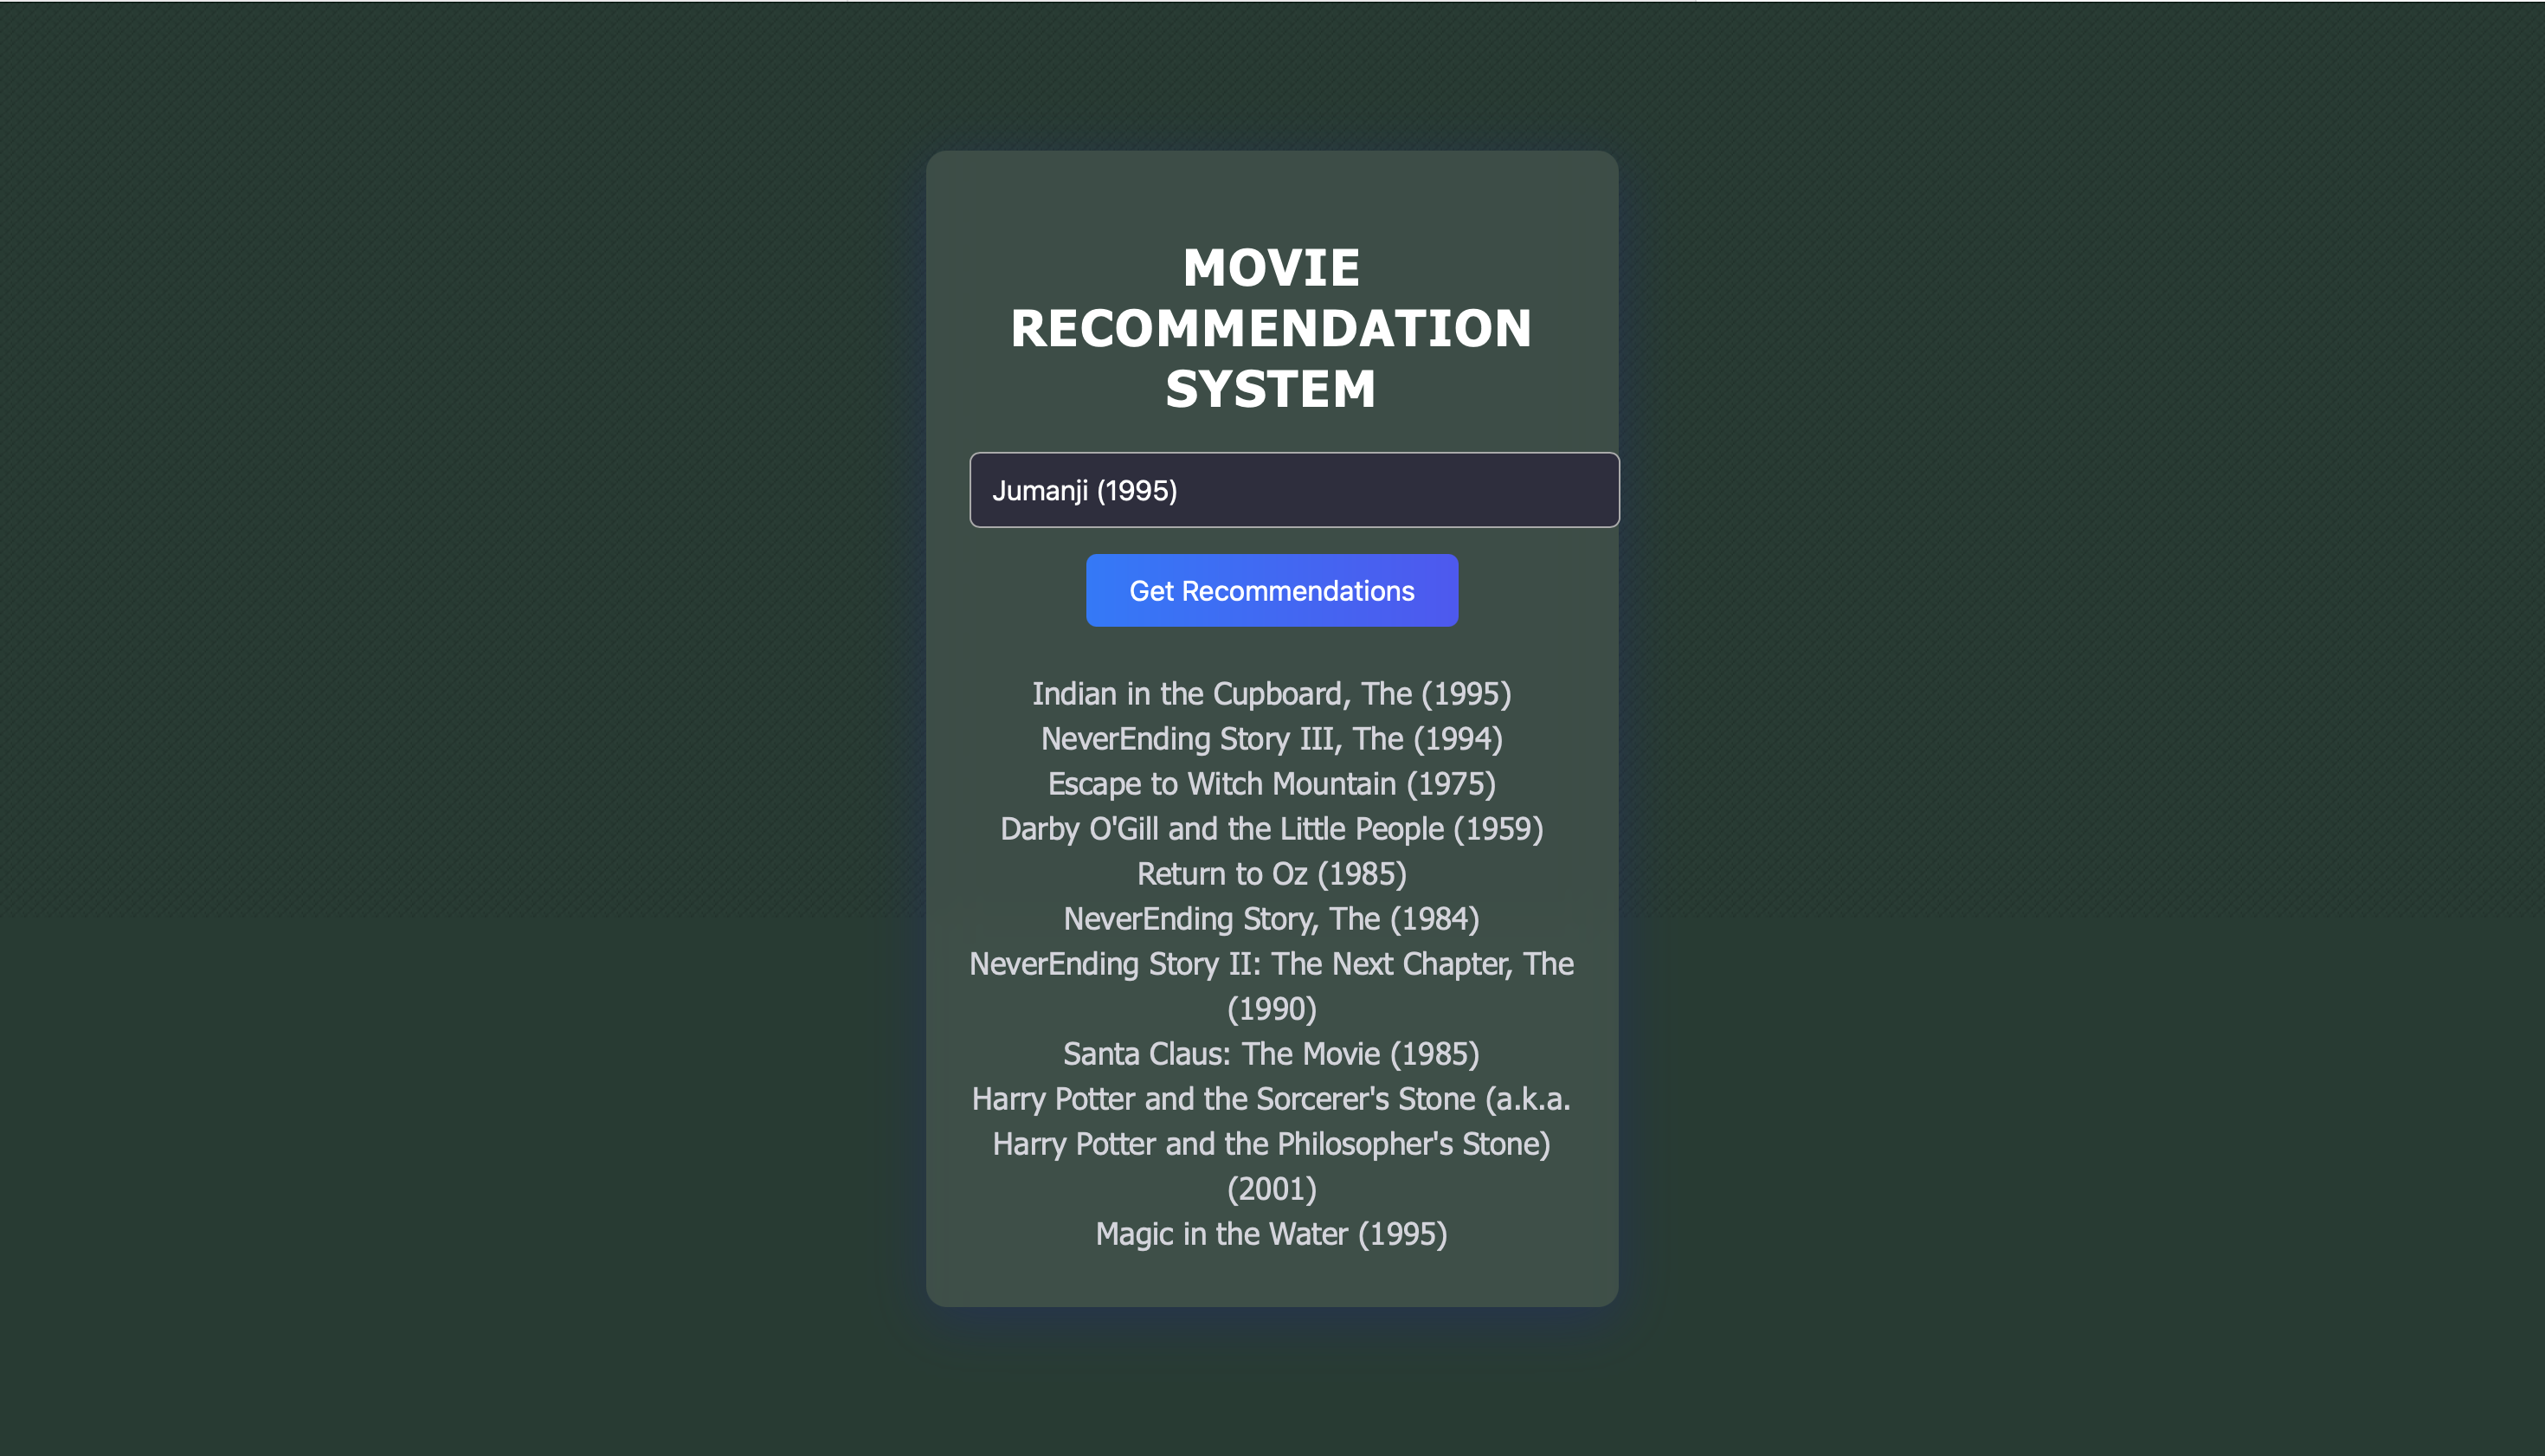 MOVIE
RECOMMENDATION
SYSTEM
Jumanji (1995)
Get Recommendations
Indian in the Cupboard, The (1995)
NeverEnding Story III, The (1994)
Escape to Witch Mountain (1975)
Darby O'Gill and the Little People (1959)
Return to Oz (1985)
NeverEnding Story, The (1984)
NeverEnding Story II: The Next Chapter, The
(1990)
Santa Claus: The Movie (1985)
Harry Potter and the Sorcerer's Stone (a.k.a.
Harry Potter and the Philosopher's Stone)
(2001)
Magic in the Water (1995)